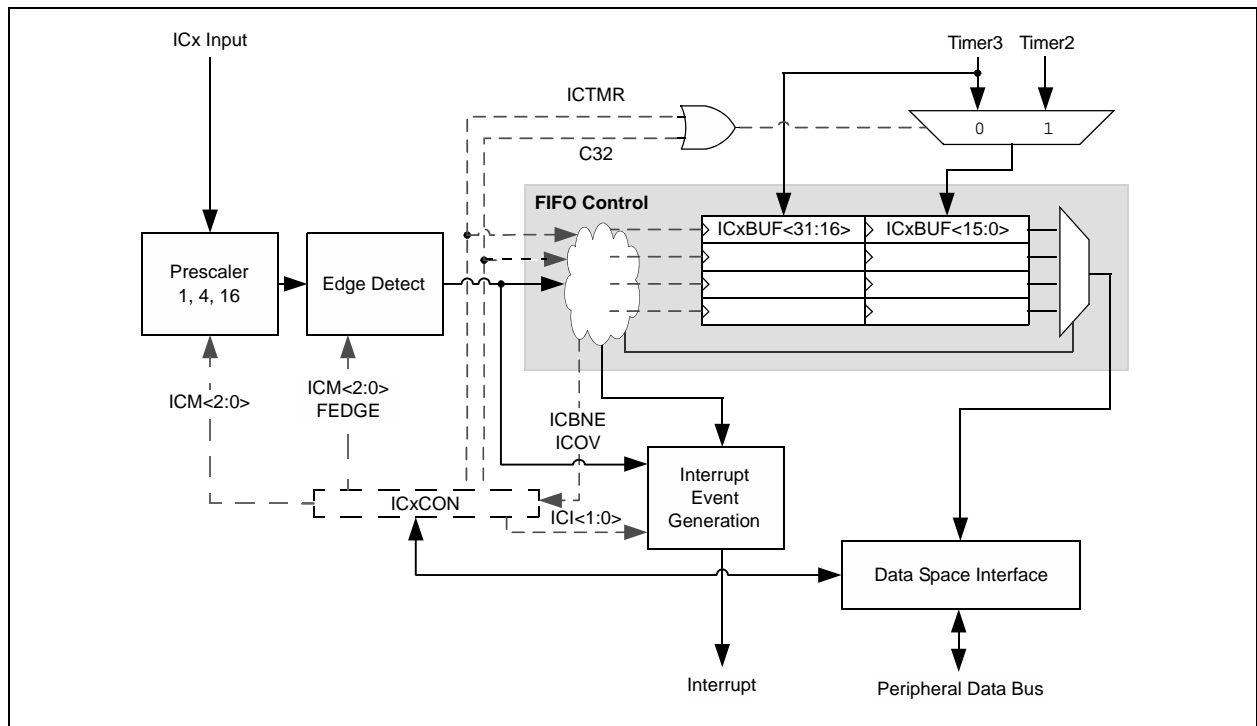 ICx Input
Timer3
Timer2
ICTMR
0
1
C32
FIFO Control
ICxBUF<31:16>
ICxBUF<15:0>
Prescaler
1, 4, 16
Edge Detect
ICM<2:0>
ICM<2:0>
FEDGE
ICBNE
ICOV
Interrupt
Event
Generation
ICxCON
ICI<1:0>
Data Space Interface
Interrupt
Peripheral Data Bus